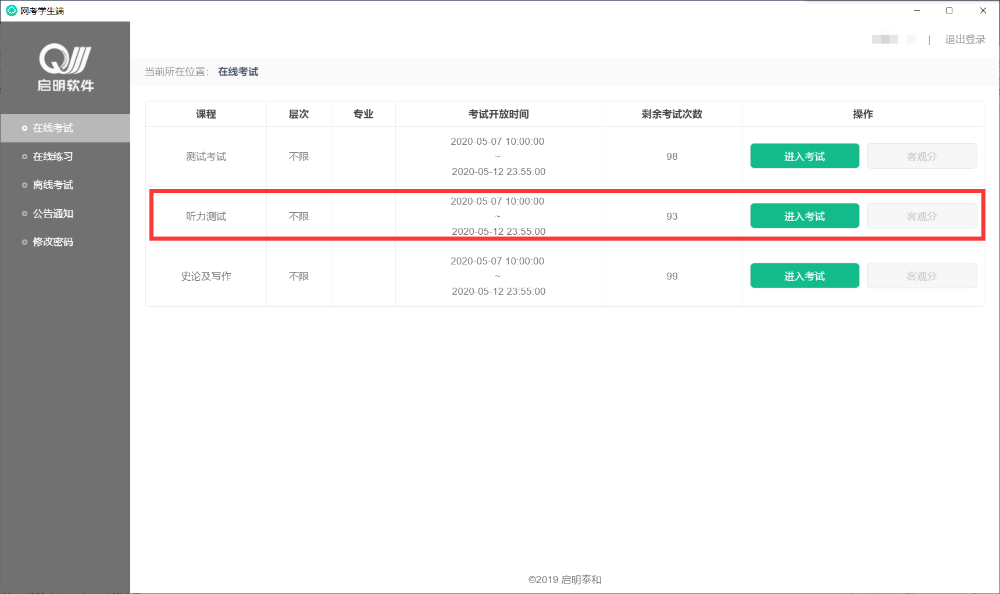 网考学生端
启明软件
| 退出登录
当前所在位置： 在线考试
在线考试
在线练习
离线考试
公告通知
修改密码
课程 层次 专业 考试开放时间 剩余考试次数 操作
测试考试 不限 2020-05-07 10:00:00 ~ 2020-05-12 23:55:00 98 进入考试 客观分
听力测试 不限 2020-05-07 10:00:00 ~ 2020-05-12 23:55:00 93 进入考试 客观分
史论及写作 不限 2020-05-07 10:00:00 ~ 2020-05-12 23:55:00 99 进入考试 客观分
©2019 启明泰和